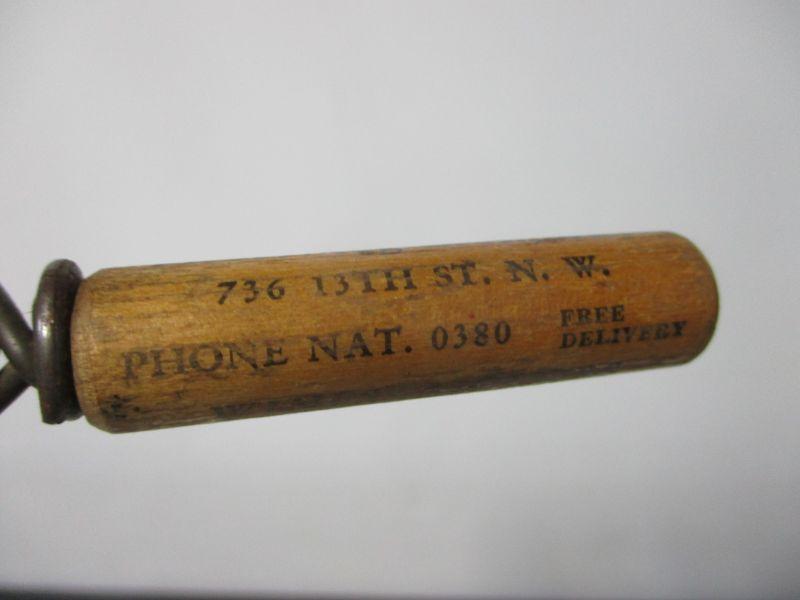 736 13TH ST. N. W.
PHONE NAT. 0380
FREE
DELIVERY